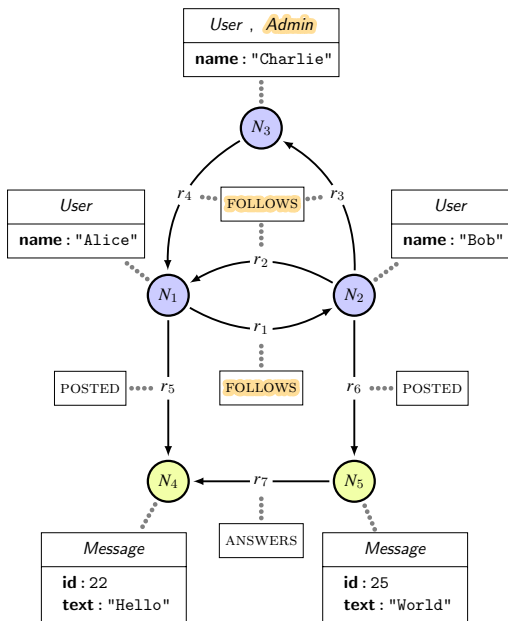 User , Admin
name : "Charlie"
N3
r4
FOLLOWS
r3
User
name : "Alice"
User
name : "Bob"
r2
N1
N2
r1
POSTED
r5
FOLLOWS
r6
POSTED
N4
r7
N5
ANSWERS
Message
id : 22
text : "Hello"
Message
id : 25
text : "World"